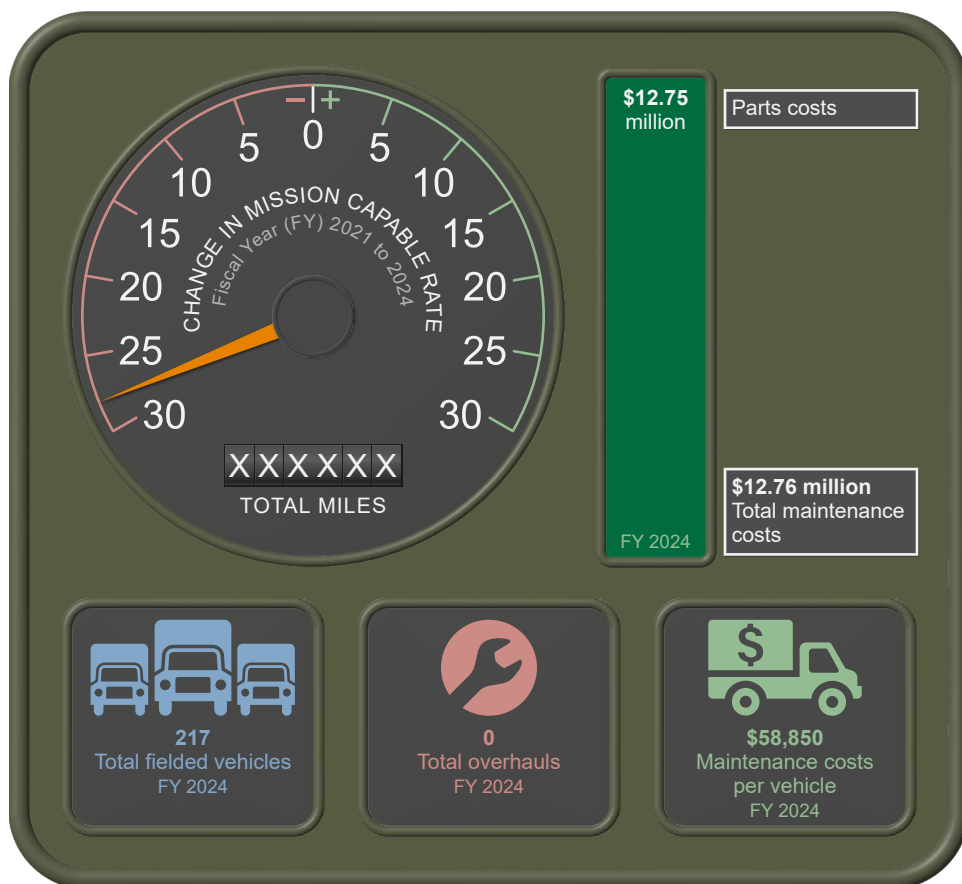 − +
0
5 5
10 10
15 15
20 20
25 25
30 30
CHANGE IN MISSION CAPABLE RATE
Fiscal Year (FY) 2021 to 2024
X X X X X X
TOTAL MILES
$12.75
million
FY 2024
Parts costs
$12.76 million
Total maintenance
costs
217
Total fielded vehicles
FY 2024
0
Total overhauls
FY 2024
$
$58,850
Maintenance costs
per vehicle
FY 2024